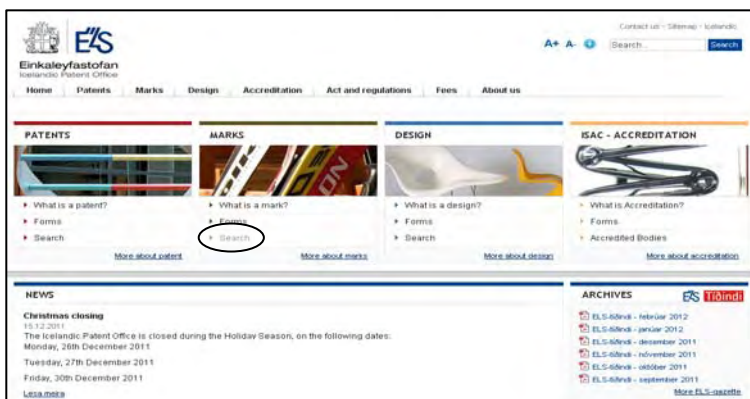 Contact us - Sitemap - Icelandic
ELS
A+ A-
Search...
Search
Einkaleyfastofan
Icelandic Patent Office
Home Patents Marks Design Accreditation Act and regulations Fees About us
PATENTS
What is a patent?
Forms
Search
More about patent
MARKS
What is a mark?
Forms
Search
More about marks
DESIGN
What is a design?
Forms
Search
More about design
ISAC - ACCREDITATION
What is Accreditation?
Forms
Accredited Bodies
More about accreditation
NEWS
Christmas closing
15.12.2011
The Icelandic Patent Office is closed during the Holiday Season, on the following dates:
Monday, 26th December 2011
Tuesday, 27th December 2011
Friday, 30th December 2011
Lesa meira
ARCHIVES
ELS Tíðindi
ELS-tíðindi - febrúar 2012
ELS-tíðindi - janúar 2012
ELS-tíðindi - desember 2011
ELS-tíðindi - nóvember 2011
ELS-tíðindi - október 2011
ELS-tíðindi - september 2011
More ELS-gazette